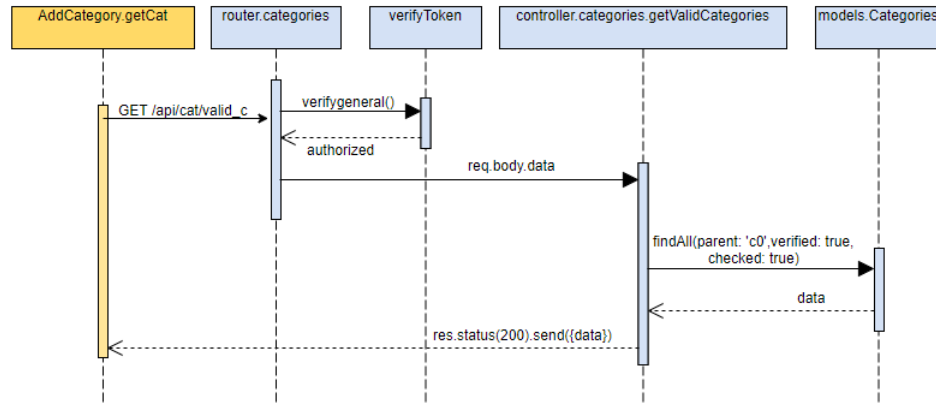 AddCategory.getCat
router.categories
verifyToken
controller.categories.getValidCategories
models.Categories
GET /api/cat/valid_c
verifygeneral()
authorized
req.body.data
findAll(parent: 'c0',verified: true,
checked: true)
data
res.status(200).send({data})